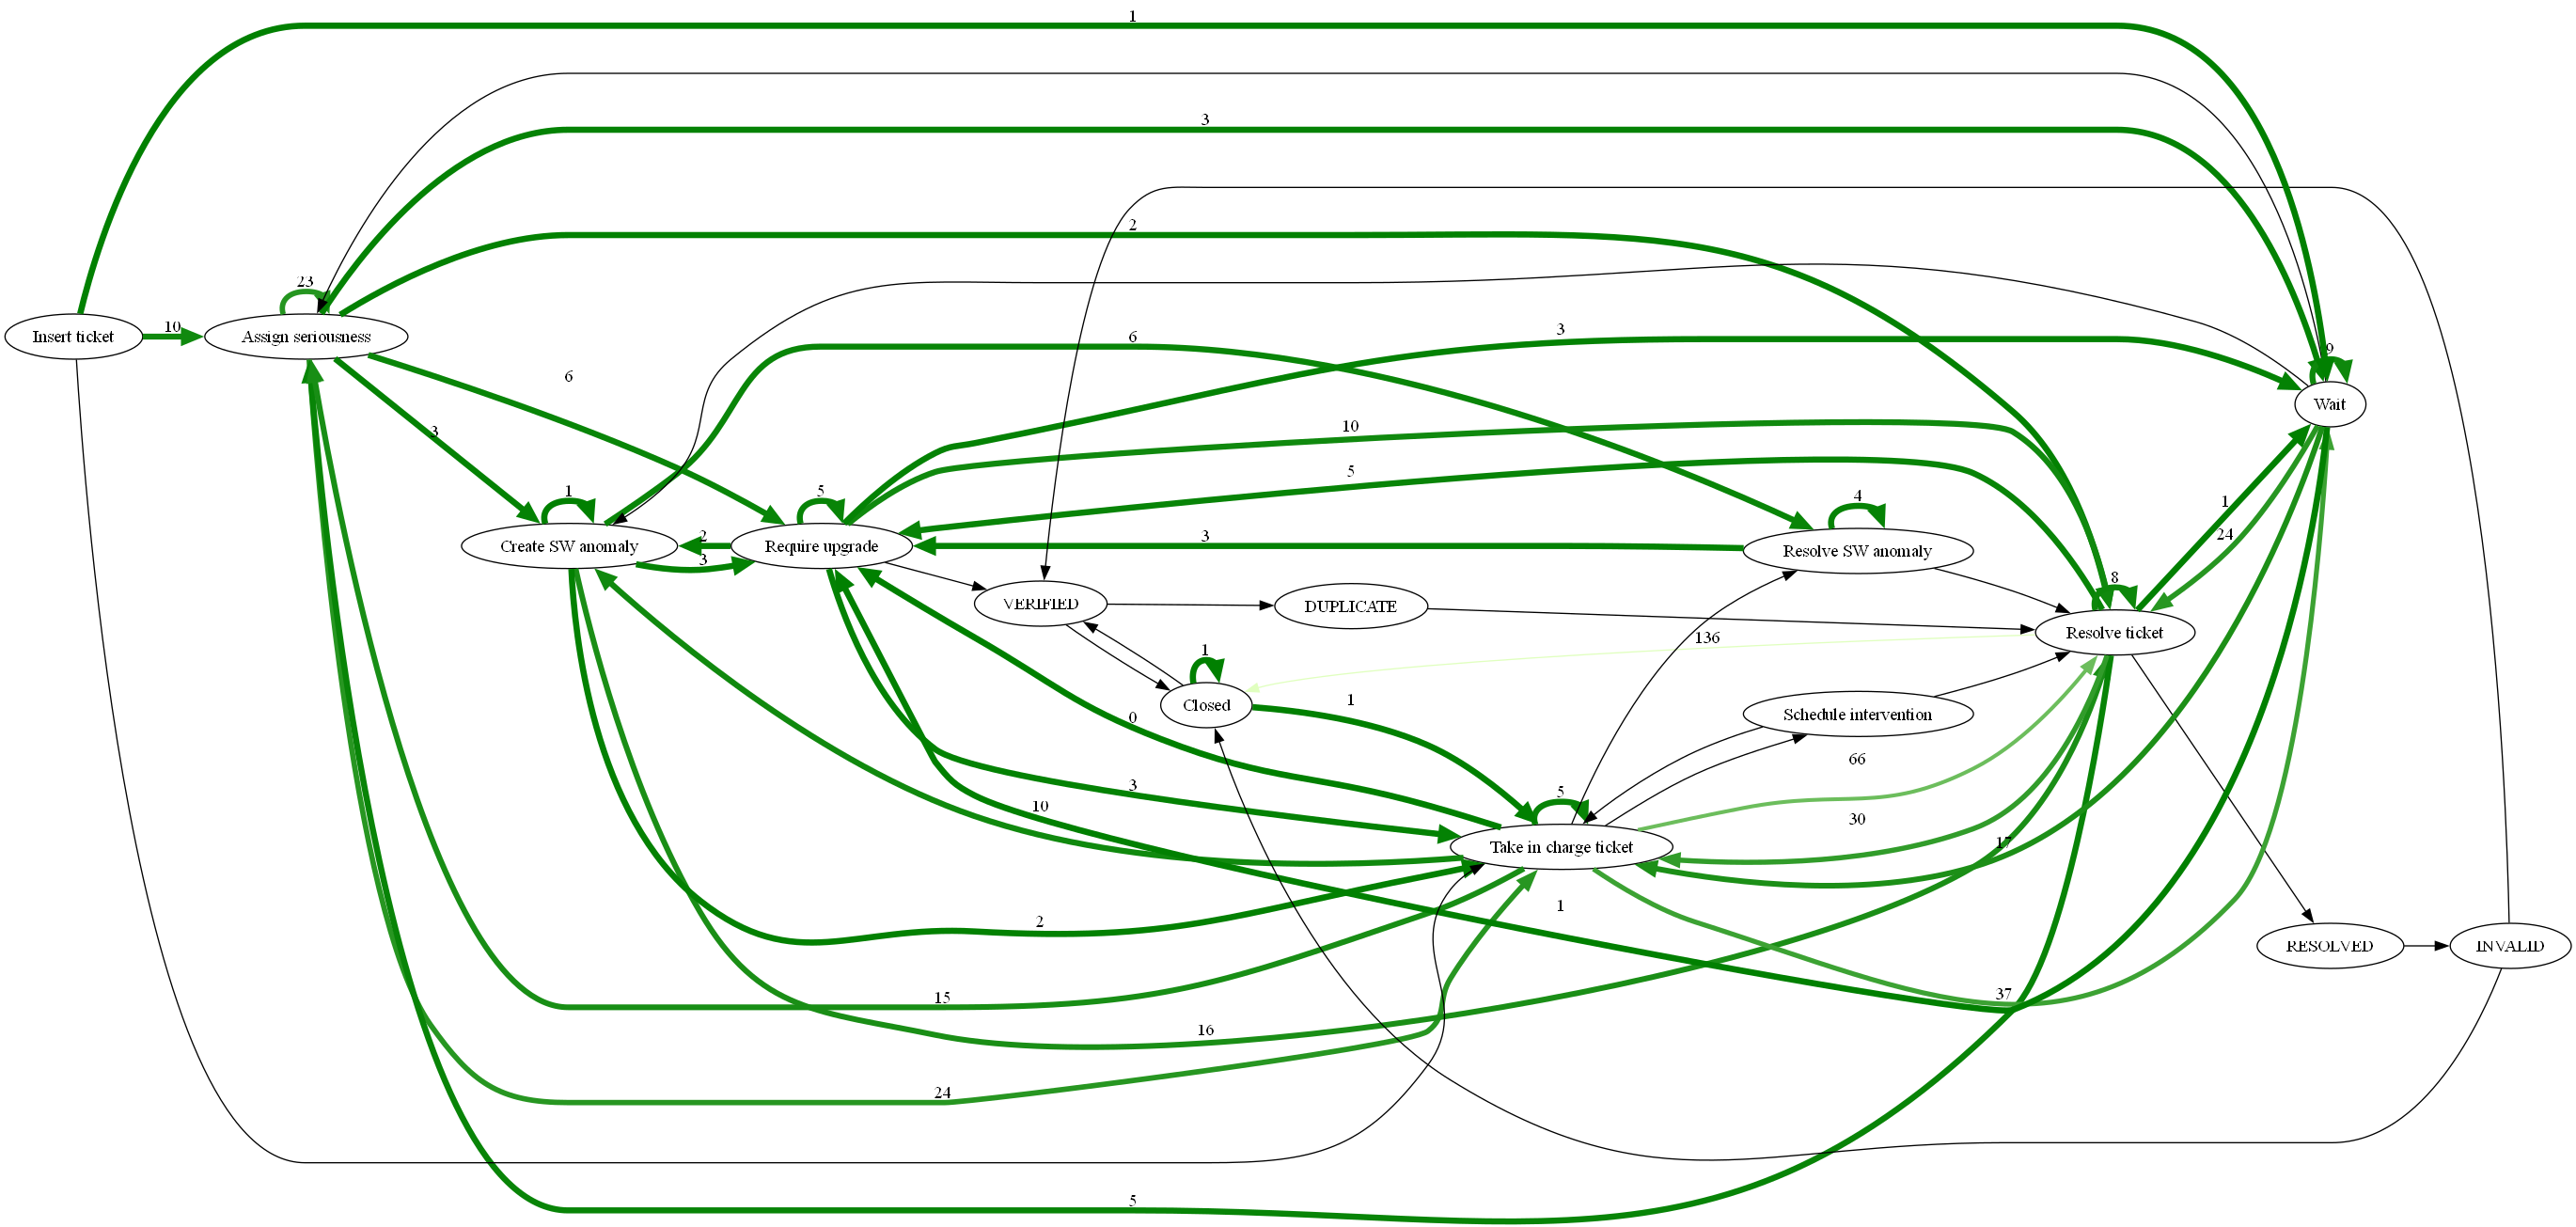 1
3
2
23
Insert ticket
10
Assign seriousness
3
6
6
9
Wait
3
10
5
1
5
4
1
24
Create SW anomaly
2
3
Require upgrade
3
Resolve SW anomaly
8
VERIFIED
DUPLICATE
Resolve ticket
136
1
Closed
1
0
Schedule intervention
66
3
10
5
30
Take in charge ticket
17
1
2
RESOLVED
INVALID
15
37
16
24
5